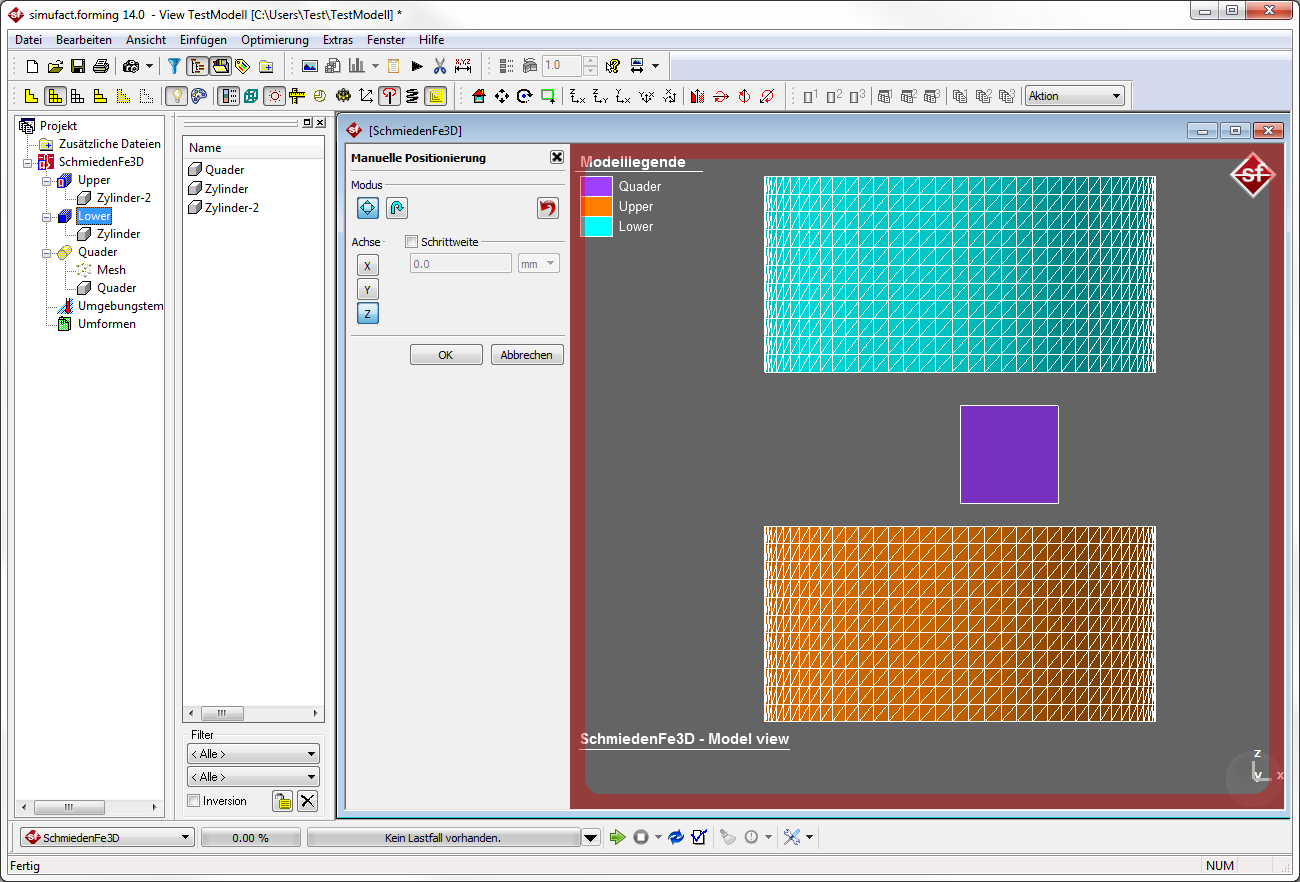 simufact.forming 14.0 - View TestModell [C:\Users\Test\TestModell] *
Datei Bearbeiten Ansicht Einfügen Optimierung Extras Fenster Hilfe
1.0
Aktion
Projekt
Zusätzliche Dateien
SchmiedenFe3D
Upper
Zylinder-2
Lower
Zylinder
Quader
Mesh
Quader
Umgebungstem
Umformen
Name
Quader
Zylinder
Zylinder-2
Filter
< Alle >
< Alle >
Inversion
[SchmiedenFe3D]
Manuelle Positionierung
Modus
Achse
Schrittweite
X
0.0 mm
Y
Z
OK Abbrechen
Modelllegende
Quader
Upper
Lower
sf
SchmiedenFe3D - Model view
Z
Y X
SchmiedenFe3D 0.00 % Kein Lastfall vorhanden.
Fertig NUM